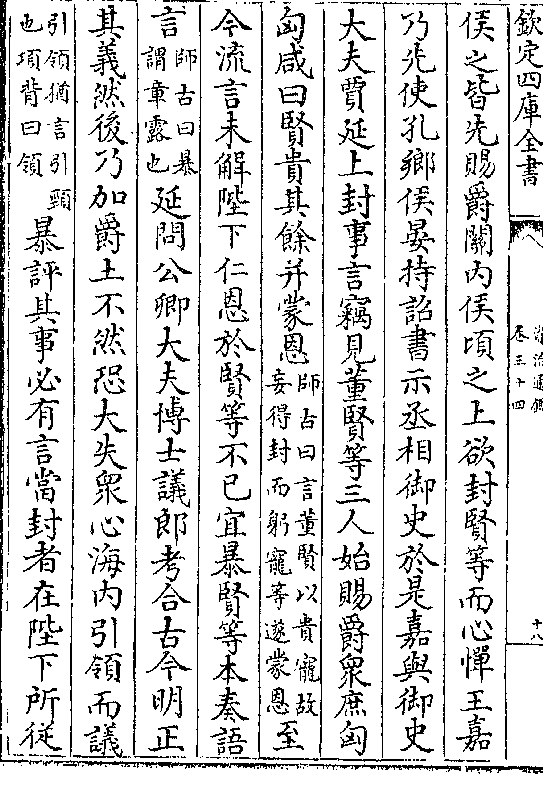 欽定四庫全書
資治通鑑
卷三十四
十八
侯之皆先賜爵關内侯頃之上欲封賢等而心憚王嘉
乃先使孔鄉侯晏持詔書示丞相御史於是嘉與御史
大夫賈延上封事言竊見董賢等三人始賜爵衆庶匈
匈咸曰賢貴其餘并蒙恩師古曰言董賢以貴寵故妄得封而躬寵等遂蒙恩至
今流言未解陛下仁恩於賢等不已宜暴賢等本奏語
言師古曰暴謂章露也延問公卿大夫博士議郎考合古今明正
其義然後乃加爵土不然恐大失衆心海内引領而議
引領猶言引頸也項背曰領暴評其事必有言當封者在陛下所從